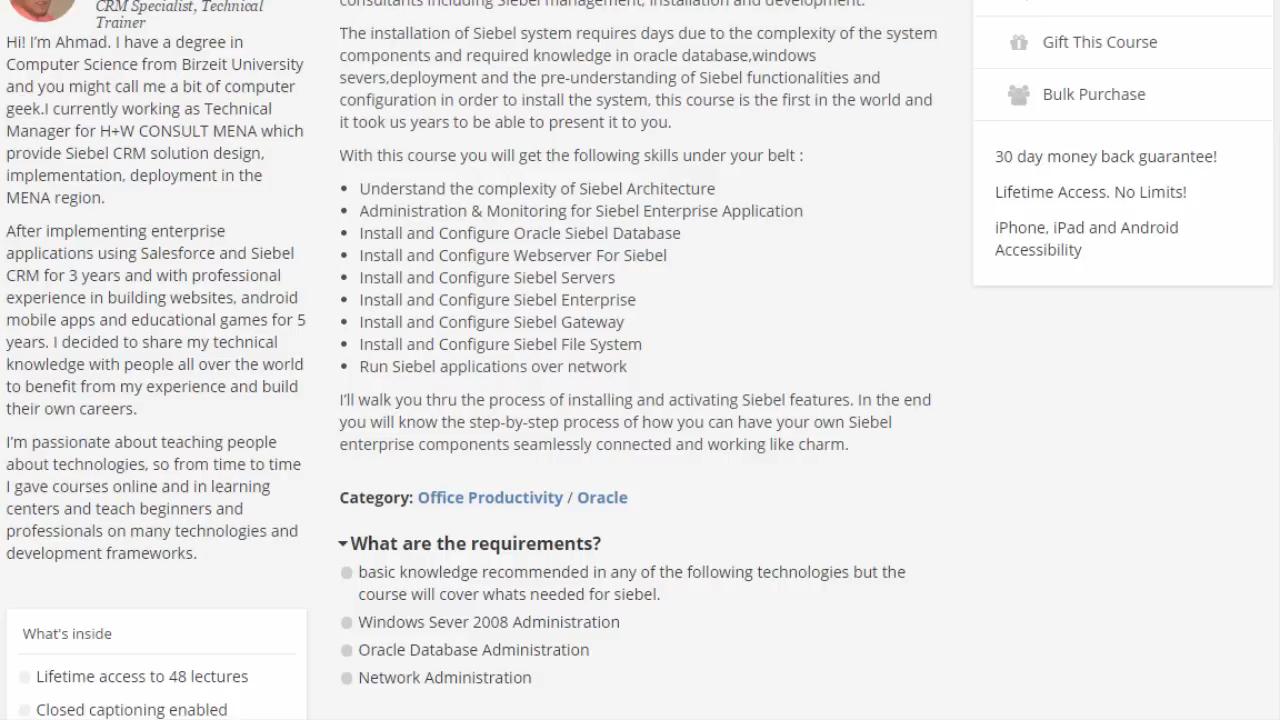 CRM Specialist, Technical
Trainer
Hi! I’m Ahmad. I have a degree in
Computer Science from Birzeit University
and you might call me a bit of computer
geek.I currently working as Technical
Manager for H+W CONSULT MENA which
provide Siebel CRM solution design,
implementation, deployment in the
MENA region.
After implementing enterprise
applications using Salesforce and Siebel
CRM for 3 years and with professional
experience in building websites, android
mobile apps and educational games for 5
years. I decided to share my technical
knowledge with people all over the world
to benefit from my experience and build
their own careers.
I’m passionate about teaching people
about technologies, so from time to time
I gave courses online and in learning
centers and teach beginners and
professionals on many technologies and
development frameworks.
What's inside
Lifetime access to 48 lectures
Closed captioning enabled
consultants including Siebel management, installation and development.
The installation of Siebel system requires days due to the complexity of the system
components and required knowledge in oracle database,windows
severs,deployment and the pre-understanding of Siebel functionalities and
configuration in order to install the system, this course is the first in the world and
it took us years to be able to present it to you.
With this course you will get the following skills under your belt :
• Understand the complexity of Siebel Architecture
• Administration & Monitoring for Siebel Enterprise Application
• Install and Configure Oracle Siebel Database
• Install and Configure Webserver For Siebel
• Install and Configure Siebel Servers
• Install and Configure Siebel Enterprise
• Install and Configure Siebel Gateway
• Install and Configure Siebel File System
• Run Siebel applications over network
I’ll walk you thru the process of installing and activating Siebel features. In the end
you will know the step-by-step process of how you can have your own Siebel
enterprise components seamlessly connected and working like charm.
Category: Office Productivity / Oracle
What are the requirements?
basic knowledge recommended in any of the following technologies but the
course will cover whats needed for siebel.
Windows Sever 2008 Administration
Oracle Database Administration
Network Administration
Gift This Course
Bulk Purchase
30 day money back guarantee!
Lifetime Access. No Limits!
iPhone, iPad and Android
Accessibility